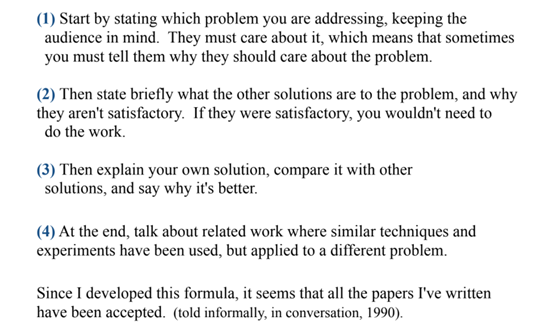 (1) Start by stating which problem you are addressing, keeping the
audience in mind. They must care about it, which means that sometimes
you must tell them why they should care about the problem.
(2) Then state briefly what the other solutions are to the problem, and why
they aren't satisfactory. If they were satisfactory, you wouldn't need to
do the work.
(3) Then explain your own solution, compare it with other
solutions, and say why it's better.
(4) At the end, talk about related work where similar techniques and
experiments have been used, but applied to a different problem.
Since I developed this formula, it seems that all the papers I've written
have been accepted. (told informally, in conversation, 1990).